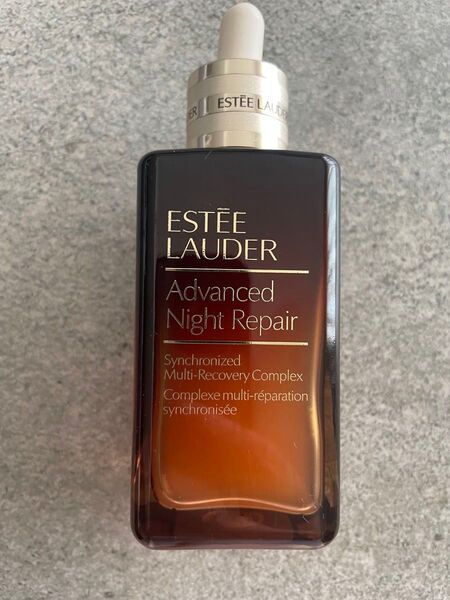 ESTĒE LAUDER
ESTĒE
LAUDER
Advanced
Night Repair
Synchronized
Multi-Recovery Complex
Complexe multi-réparation
synchronisée